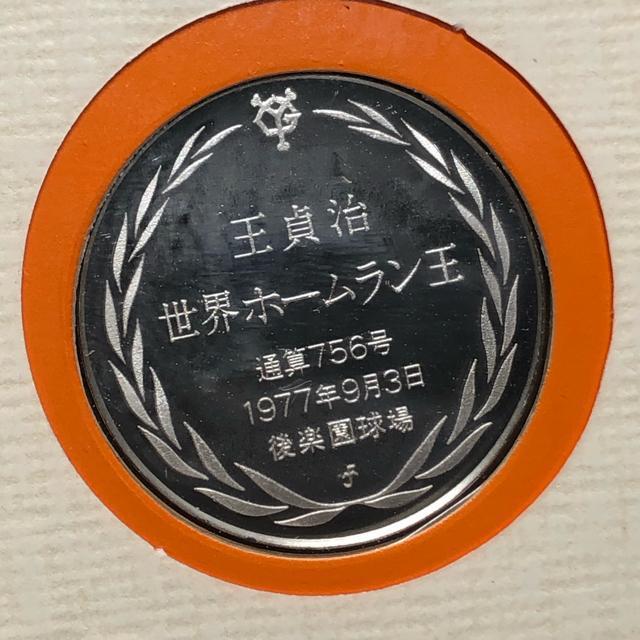 王貞治
世界ホームラン王
通算756号
1977年9月3日
後楽園球場